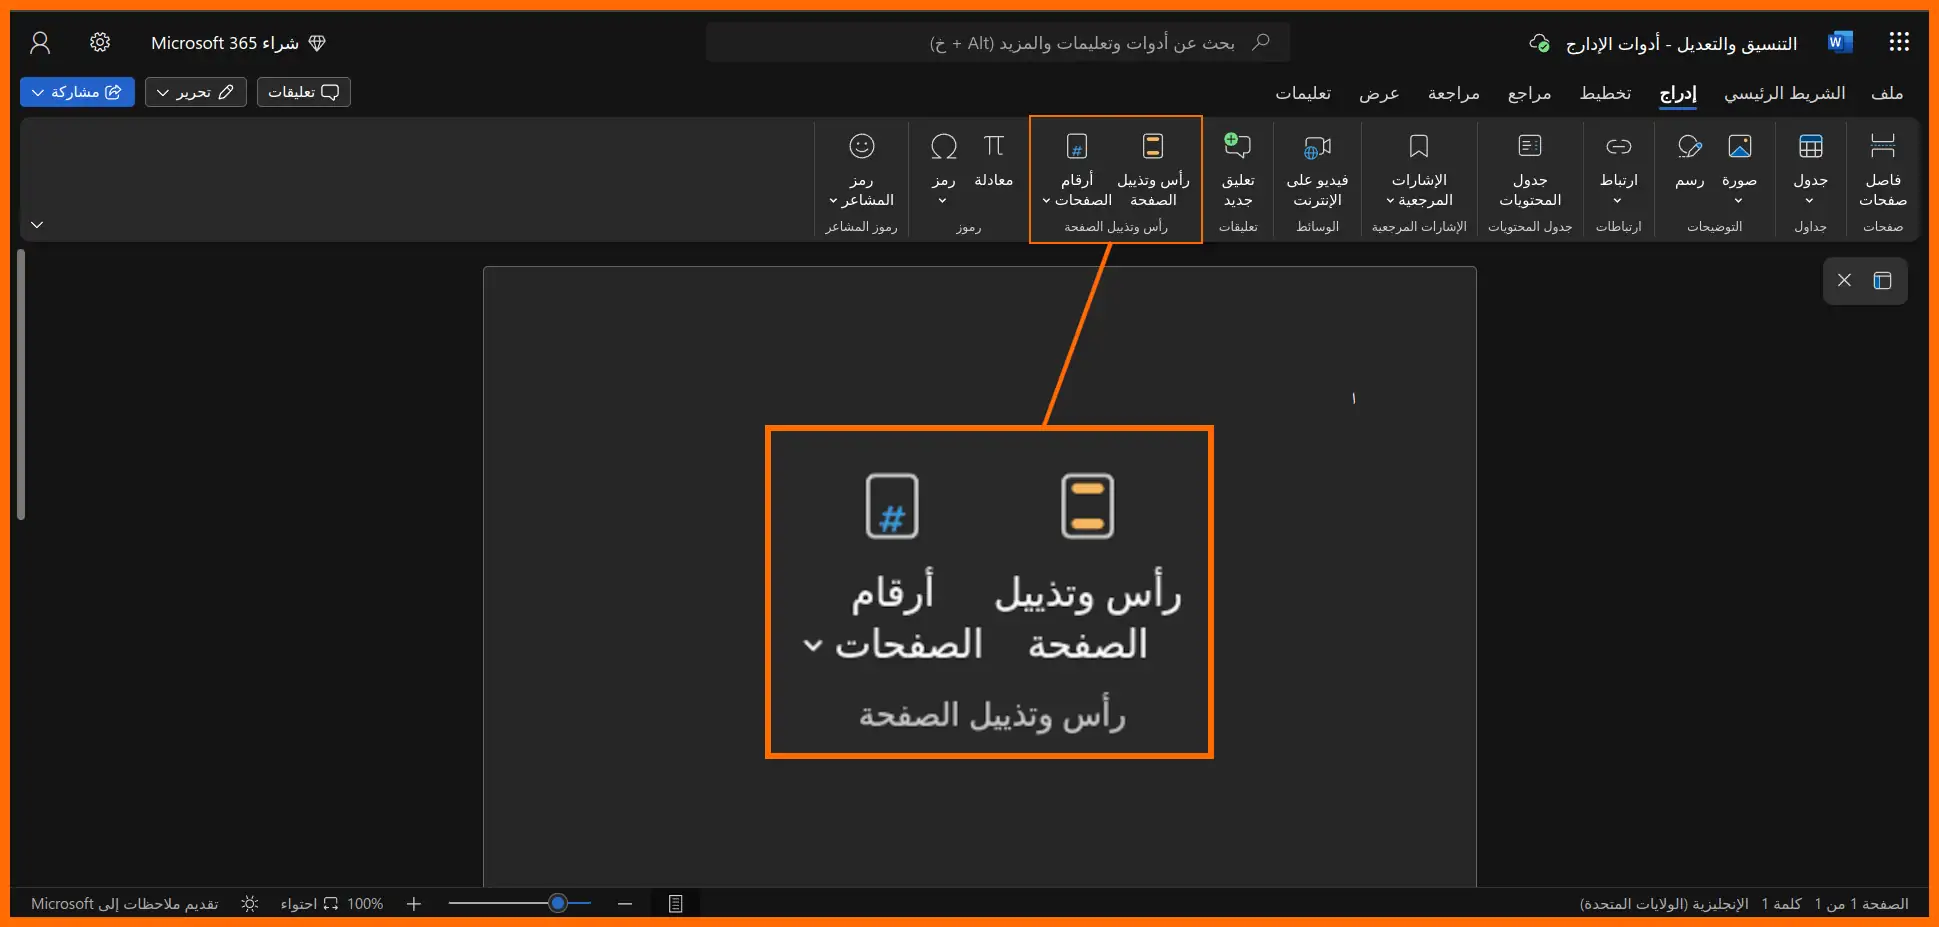 التنسيق والتعديل - أدوات الإدارج
بحث عن أدوات وتعليمات والمزيد (Alt + خ)
شراء Microsoft 365
ملف الشريط الرئيسي إدراج تخطيط مراجع مراجعة عرض تعليمات
تعليقات تحرير مشاركة
فاصل صفحات
صفحات
جدول
جداول
صورة
رسم
التوضيحات
ارتباط
ارتباطات
جدول المحتويات
جدول المحتويات
الإشارات المرجعية
الإشارات المرجعية
فيديو على الإنترنت
الوسائط
تعليق جديد
تعليقات
رأس وتذييل الصفحة
أرقام الصفحات
رأس وتذييل الصفحة
معادلة
رمز
رموز
رمز المشاعر
رموز المشاعر
١
رأس وتذييل
الصفحة
أرقام
الصفحات
رأس وتذييل الصفحة
الصفحة 1 من 1 كلمة 1 الإنجليزية (الولايات المتحدة)
100% احتواء تقديم ملاحظات إلى Microsoft